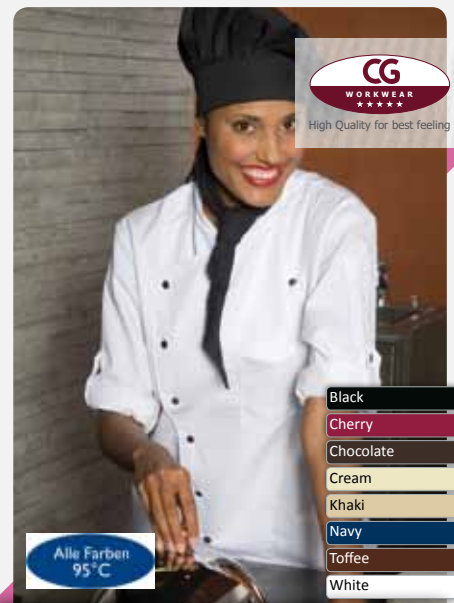 CG
WORKWEAR
High Quality for best feeling
Black
Cherry
Chocolate
Cream
Khaki
Navy
Toffee
White
Alle Farben
95°C